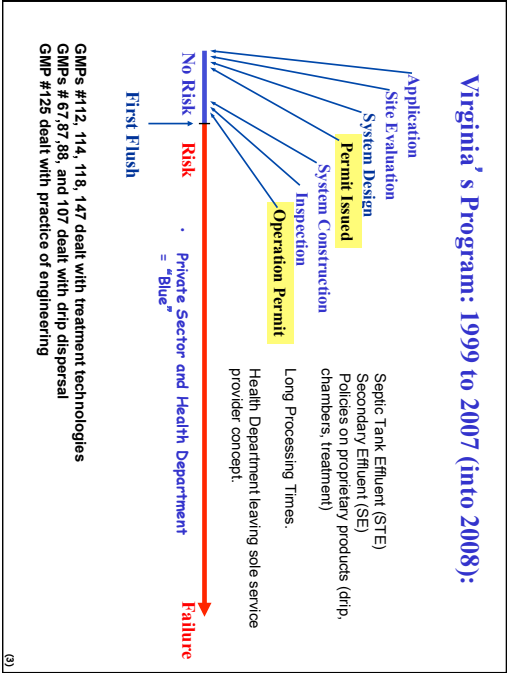 Virginia's Program: 1999 to 2007 (into 2008):
Application
Site Evaluation
System Design
Permit Issued
System Construction
Inspection
Operation Permit
Septic Tank Effluent (STE)
Secondary Effluent (SE)
Policies on proprietary products (drip,
chambers, treatment)
Long Processing Times.
Health Department leaving sole service
provider concept.
No Risk
Risk
Failure
First Flush
• Private Sector and Health Department
= "Blue"
GMPs #112, 114, 118, 147 dealt with treatment technologies
GMPs # 67,87,88, and 107 dealt with drip dispersal
GMP #125 dealt with practice of engineering
(3)